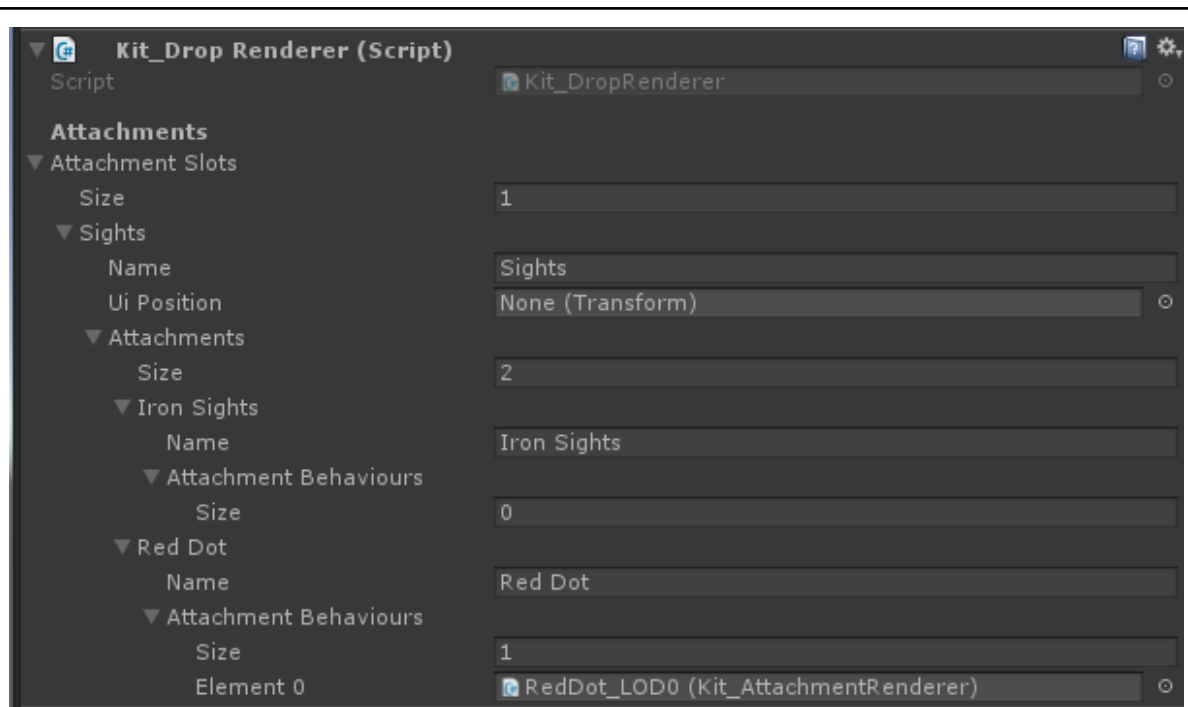 Kit_Drop Renderer (Script)
Script Kit_DropRenderer
Attachments
Attachment Slots
Size 1
Sights
Name Sights
Ui Position None (Transform)
Attachments
Size 2
Iron Sights
Name Iron Sights
Attachment Behaviours
Size 0
Red Dot
Name Red Dot
Attachment Behaviours
Size 1
Element 0 RedDot_LOD0 (Kit_AttachmentRenderer)